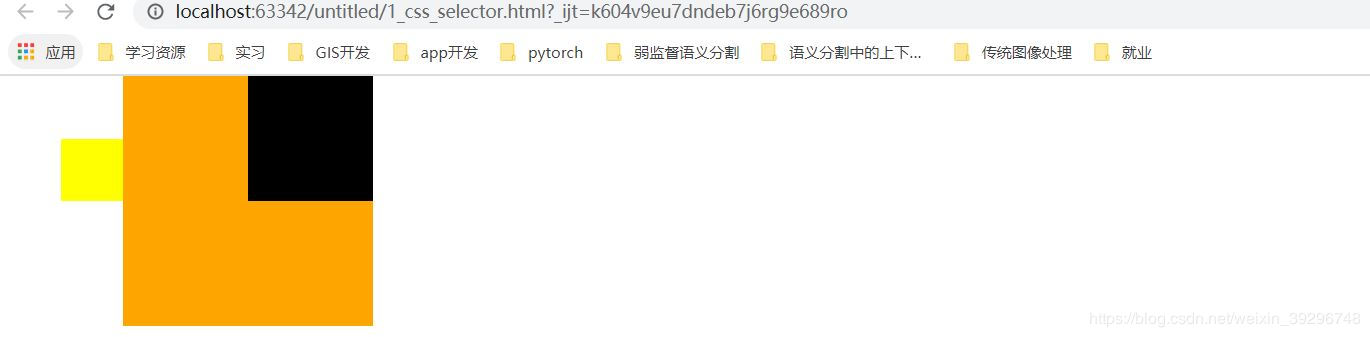 localhost:63342/untitled/1_css_selector.html?_ijt=k604v9eu7dndeb7j6rg9e689ro
应用 学习资源 实习 GIS开发 app开发 pytorch 弱监督语义分割 语义分割中的上下... 传统图像处理 就业
https://blog.csdn.net/weixin_39296748